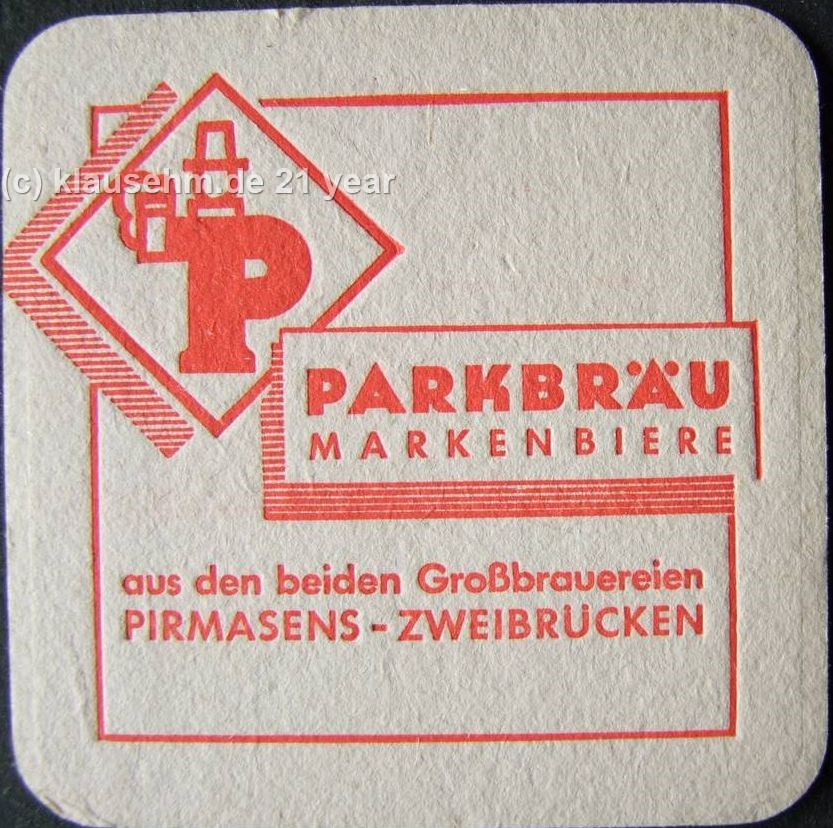 (c) klausehm.de 21 year
P
PARKBRÄU
MARKENBIERE
aus den beiden Großbrauereien
PIRMASENS - ZWEIBRÜCKEN